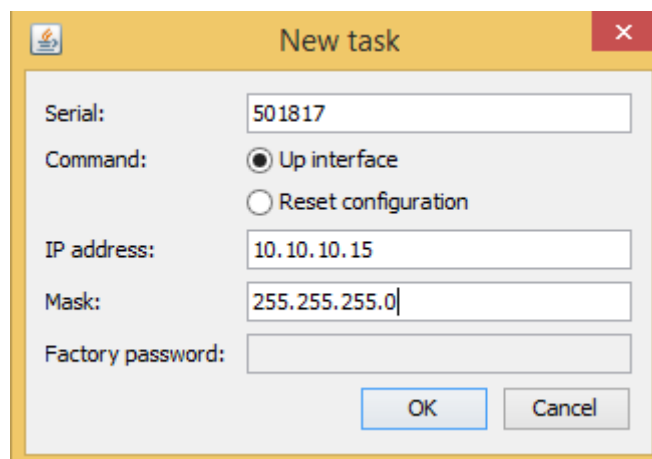 New task
Serial: 501817
Command: Up interface
Reset configuration
IP address: 10.10.10.15
Mask: 255.255.255.0
Factory password:
OK Cancel